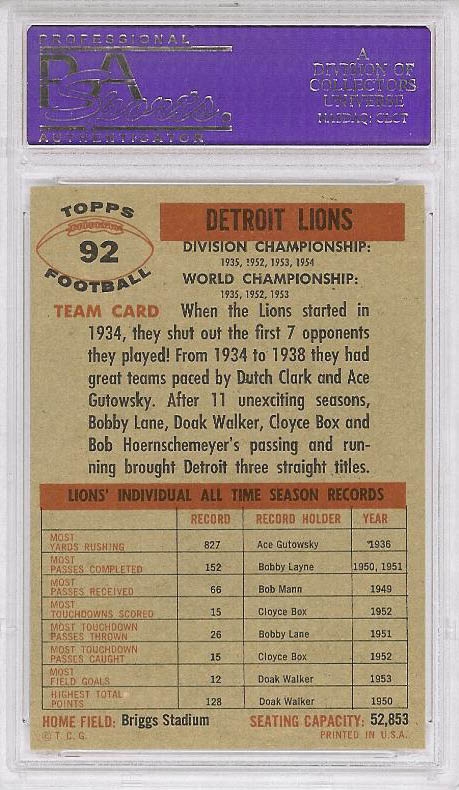 PROFESSIONAL
PSA
Sports
AUTHENTICATOR
A
DIVISION OF
COLLECTORS
UNIVERSE
NASDAQ: CLCT
TOPPS
92
FOOTBALL
DETROIT LIONS
DIVISION CHAMPIONSHIP:
1935, 1952, 1953, 1954
WORLD CHAMPIONSHIP:
1935, 1952, 1953
TEAM CARD When the Lions started in
1934, they shut out the first 7 opponents
they played! From 1934 to 1938 they had
great teams paced by Dutch Clark and Ace
Gutowsky. After 11 unexciting seasons,
Bobby Lane, Doak Walker, Cloyce Box and
Bob Hoernschemeyer's passing and run-
ning brought Detroit three straight titles.
LIONS' INDIVIDUAL ALL TIME SEASON RECORDS
RECORD RECORD HOLDER YEAR
MOST
YARDS RUSHING 827 Ace Gutowsky 1936
MOST
PASSES COMPLETED 152 Bobby Layne 1950, 1951
MOST
PASSES RECEIVED 66 Bob Mann 1949
MOST
TOUCHDOWNS SCORED 15 Cloyce Box 1952
MOST TOUCHDOWN
PASSES THROWN 26 Bobby Lane 1951
MOST TOUCHDOWN
PASSES CAUGHT 15 Cloyce Box 1952
MOST
FIELD GOALS 12 Doak Walker 1953
HIGHEST TOTAL
POINTS 128 Doak Walker 1950
HOME FIELD: Briggs Stadium SEATING CAPACITY: 52,853
© T. C. G. PRINTED IN U.S.A.